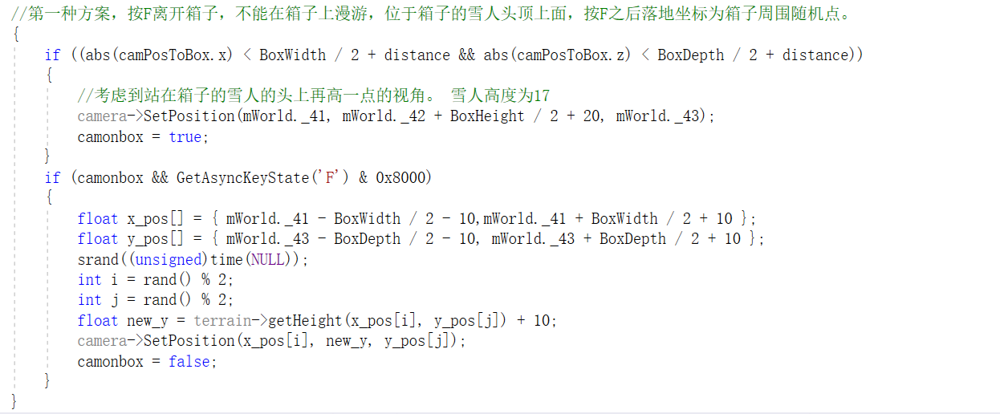 //第一种方案，按F离开箱子，不能在箱子上漫游，位于箱子的雪人头顶上面，按F之后落地坐标为箱子周围随机点。
{
if ((abs(camPosToBox.x) < BoxWidth / 2 + distance && abs(camPosToBox.z) < BoxDepth / 2 + distance))
{
//考虑到站在箱子的雪人的头上再高一点的视角。 雪人高度为17
camera->SetPosition(mWorld._41, mWorld._42 + BoxHeight / 2 + 20, mWorld._43);
camonbox = true;
}
if (camonbox && GetAsyncKeyState('F') & 0x8000)
{
float x_pos[] = { mWorld._41 - BoxWidth / 2 - 10,mWorld._41 + BoxWidth / 2 + 10 };
float y_pos[] = { mWorld._43 - BoxDepth / 2 - 10, mWorld._43 + BoxDepth / 2 + 10 };
srand((unsigned)time(NULL));
int i = rand() % 2;
int j = rand() % 2;
float new_y = terrain->getHeight(x_pos[i], y_pos[j]) + 10;
camera->SetPosition(x_pos[i], new_y, y_pos[j]);
camonbox = false;
}
}